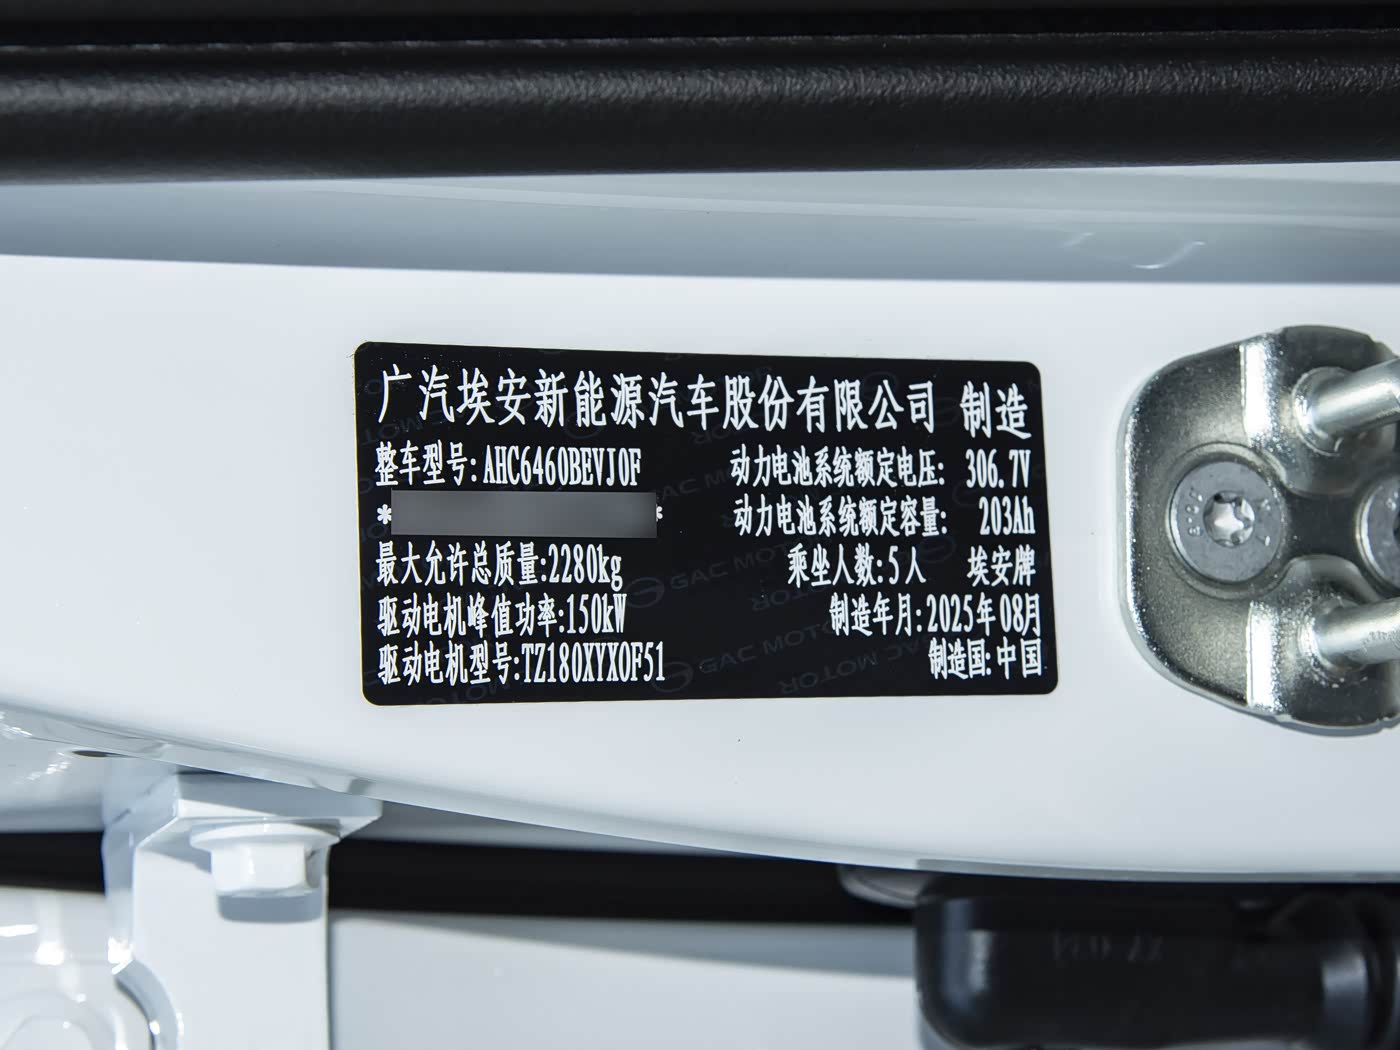 广汽埃安新能源汽车股份有限公司 制造
整车型号:AHC6460BEVJ0F 动力电池系统额定电压: 306.7V
* * 动力电池系统额定容量: 203Ah
最大允许总质量:2280kg 乘坐人数:5人 埃安牌
驱动电机峰值功率:150kW 制造年月:2025年08月
驱动电机型号:TZ180XYX0F51 制造国:中国
GAC MOTOR